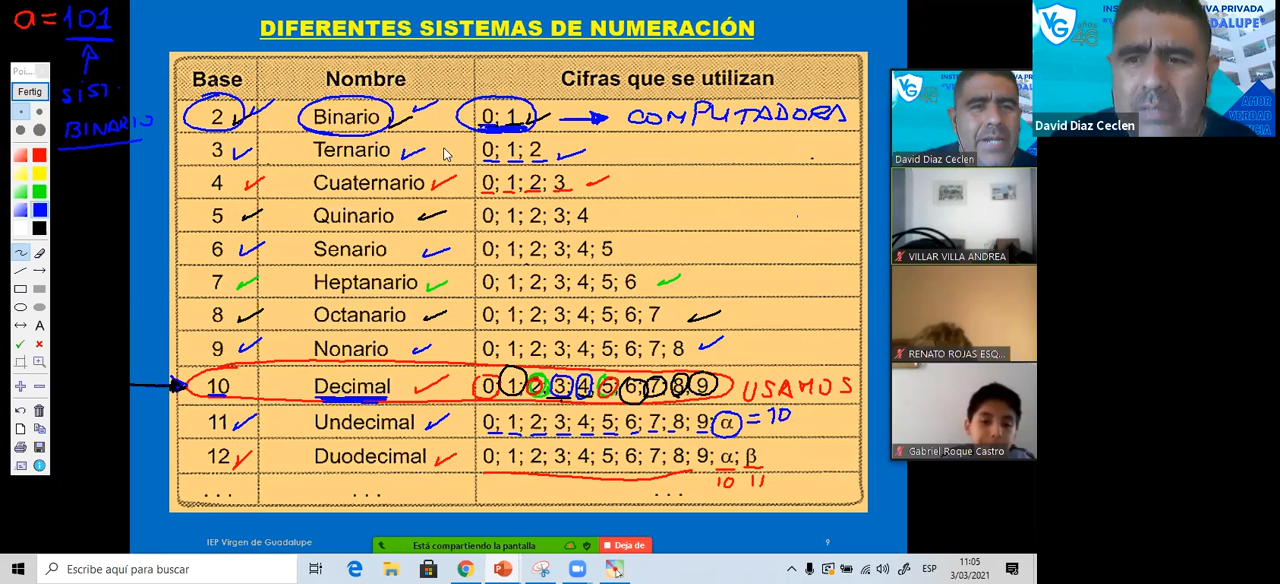 a = 101
SIST.
BINARIO
DIFERENTES SISTEMAS DE NUMERACIÓN
Base Nombre Cifras que se utilizan
2 Binario 0; 1 COMPUTADORA
3 Ternario 0; 1; 2
4 Cuaternario 0; 1; 2; 3
5 Quinario 0; 1; 2; 3; 4
6 Senario 0; 1; 2; 3; 4; 5
7 Heptanario 0; 1; 2; 3; 4; 5; 6
8 Octanario 0; 1; 2; 3; 4; 5; 6; 7
9 Nonario 0; 1; 2; 3; 4; 5; 6; 7; 8
10 Decimal 0; 1; 2; 3; 4; 5; 6; 7; 8; 9 USAMOS
11 Undecimal 0; 1; 2; 3; 4; 5; 6; 7; 8; 9; α = 10
12 Duodecimal 0; 1; 2; 3; 4; 5; 6; 7; 8; 9; α; β
10 11
... ... ...
IEP Virgen de Guadalupe 9
Poi...
Fertig
A
VG
46
AMOR
VERDAD
David Diaz Ceclen
David Diaz Ceclen
VILLAR VILLA ANDREA
RENATO ROJAS ESQ...
Gabriel Roque Castro
Está compartiendo la pantalla Deja de
Escribe aquí para buscar
ESP
11:05
3/03/2021